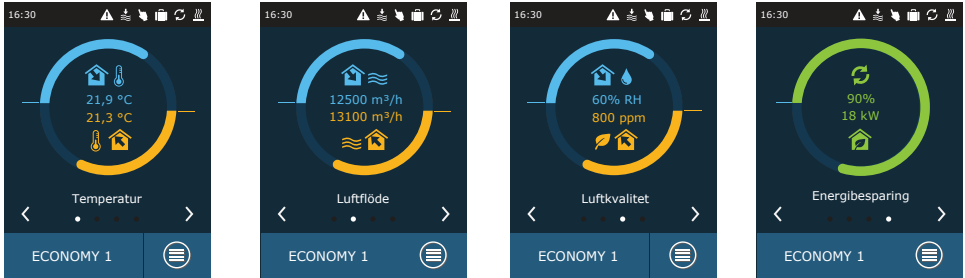 16:30
21,9 °C
21,3 °C
Temperatur
ECONOMY 1
16:30
12500 m³/h
13100 m³/h
Luftflöde
ECONOMY 1
16:30
60% RH
800 ppm
Luftkvalitet
ECONOMY 1
16:30
90%
18 kW
Energibesparing
ECONOMY 1